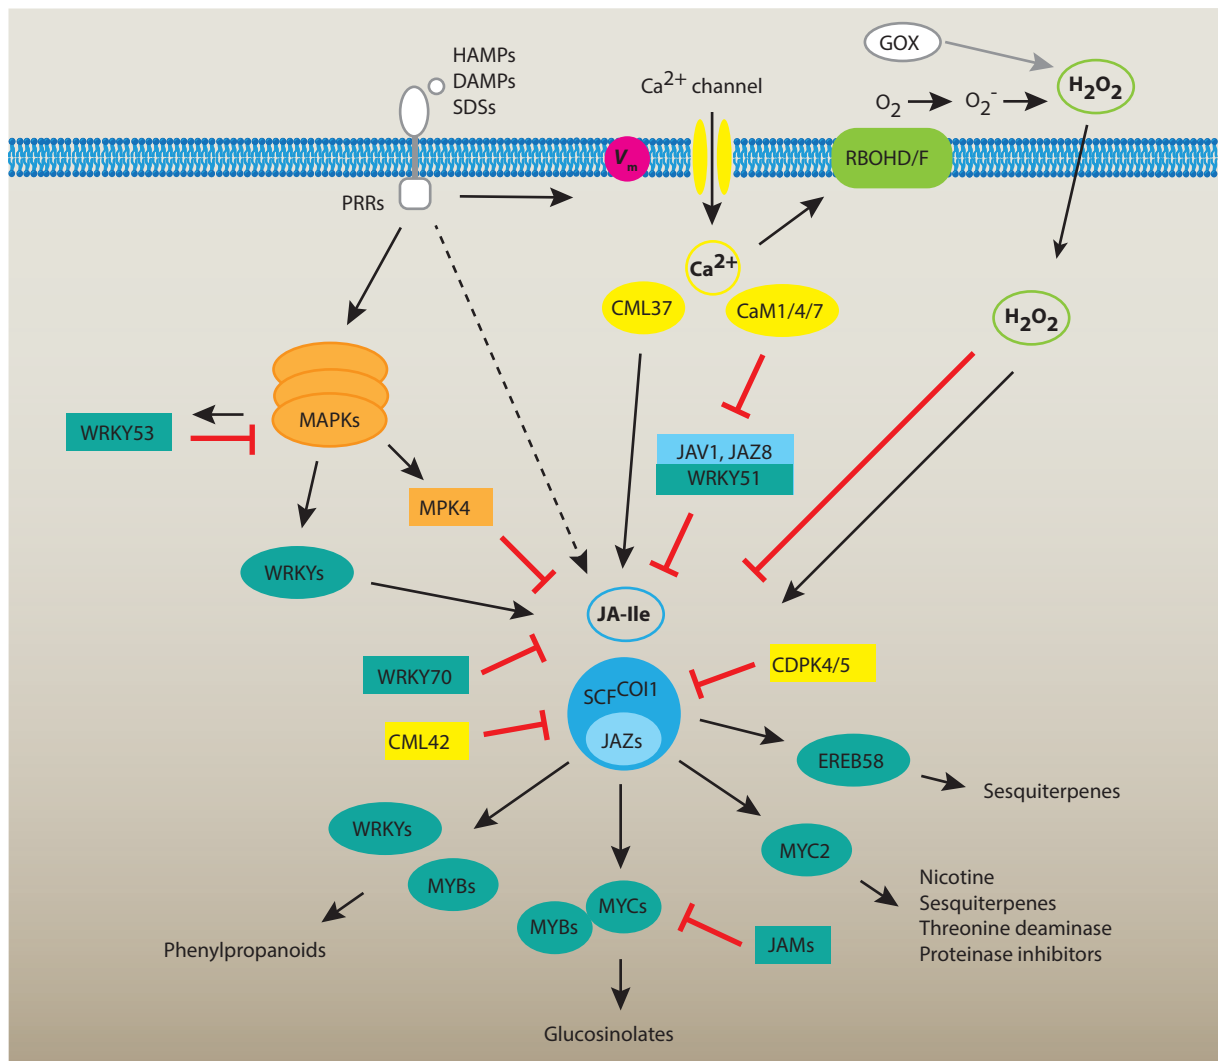 GOX
HAMPs
DAMPs
SDSs
Ca2+ channel
H2O2
O2
O2-
Vm
RBOHD/F
PRRs
Ca2+
CML37
CaM1/4/7
H2O2
MAPKs
WRKY53
JAV1, JAZ8
WRKY51
MPK4
WRKYs
JA-Ile
WRKY70
CDPK4/5
SCFCOI1
JAZs
CML42
EREB58
Sesquiterpenes
WRKYs
MYC2
MYBs
Nicotine
Sesquiterpenes
Threonine deaminase
Proteinase inhibitors
MYCs
MYBs
JAMs
Phenylpropanoids
Glucosinolates